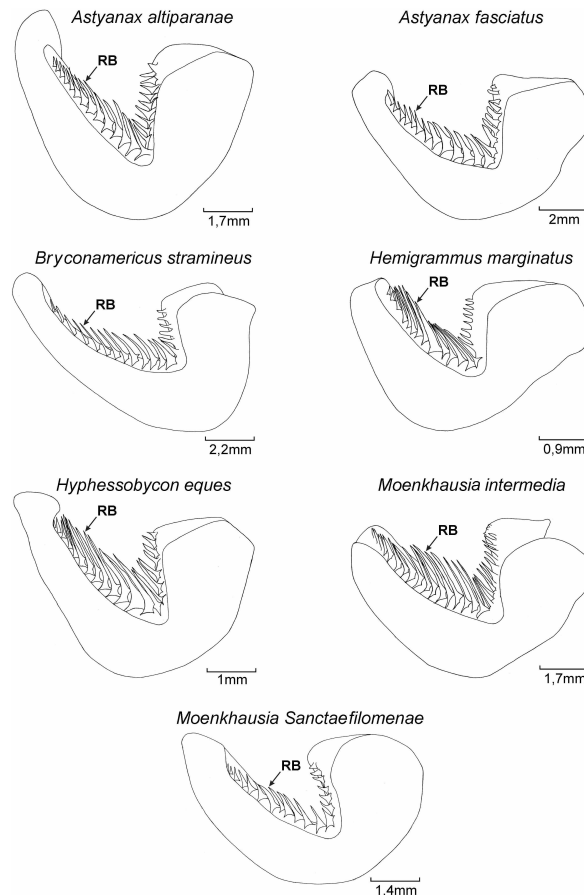 Astyanax altiparanae
RB
1,7mm
Astyanax fasciatus
RB
2mm
Bryconamericus stramineus
RB
2,2mm
Hemigrammus marginatus
RB
0,9mm
Hyphessobycon eques
RB
1mm
Moenkhausia intermedia
RB
1,7mm
Moenkhausia Sanctaefilomenae
RB
1,4mm